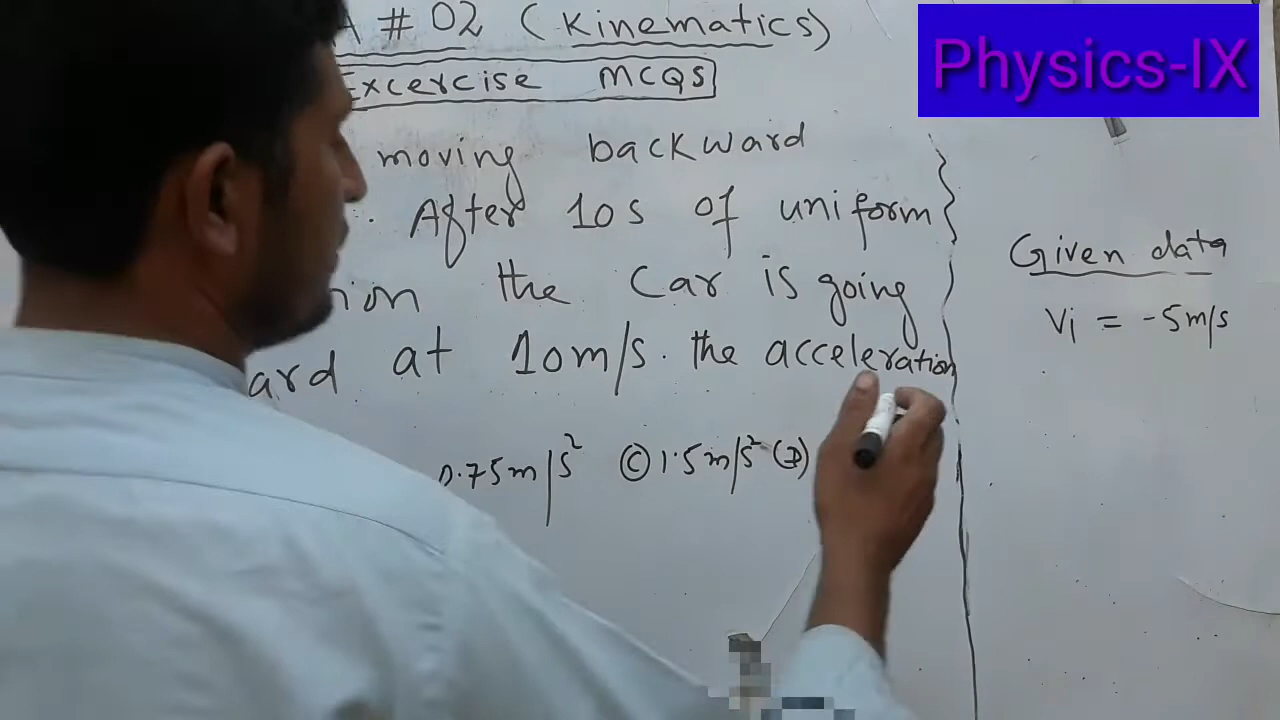 # 02 (Kinematics)
Physics-IX
Excercise MCQS
moving backward
After 10s of uniform
the Car is going
at 10m/s. the acceleration
0.75m/s² Ⓒ 1.5m/s² (D)
Given data
Vi = -5m/s